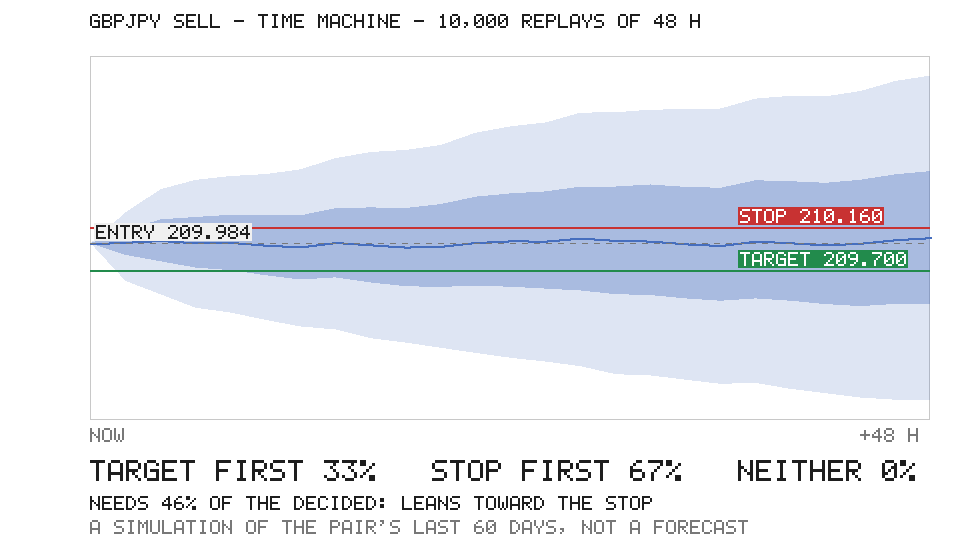 GBPJPY SELL - TIME MACHINE - 10,000 REPLAYS OF 48 H
STOP 210.160
ENTRY 209.984
TARGET 209.700
NOW +48 H
TARGET FIRST 33% STOP FIRST 67% NEITHER 0%
NEEDS 46% OF THE DECIDED: LEANS TOWARD THE STOP
A SIMULATION OF THE PAIR'S LAST 60 DAYS, NOT A FORECAST